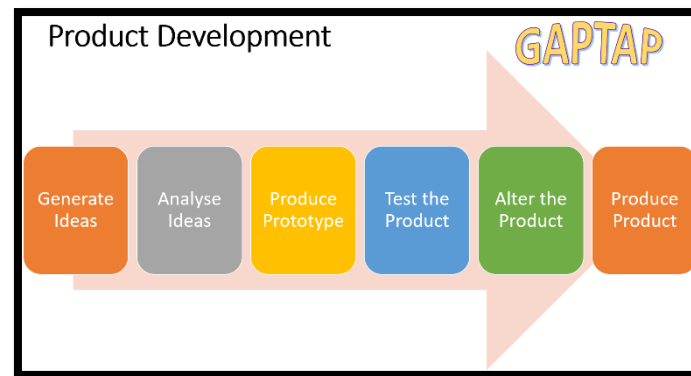 Product Development
GAPTAP
Generate
Ideas
Analyse
Ideas
Produce
Prototype
Test the
Product
Alter the
Product
Produce
Product